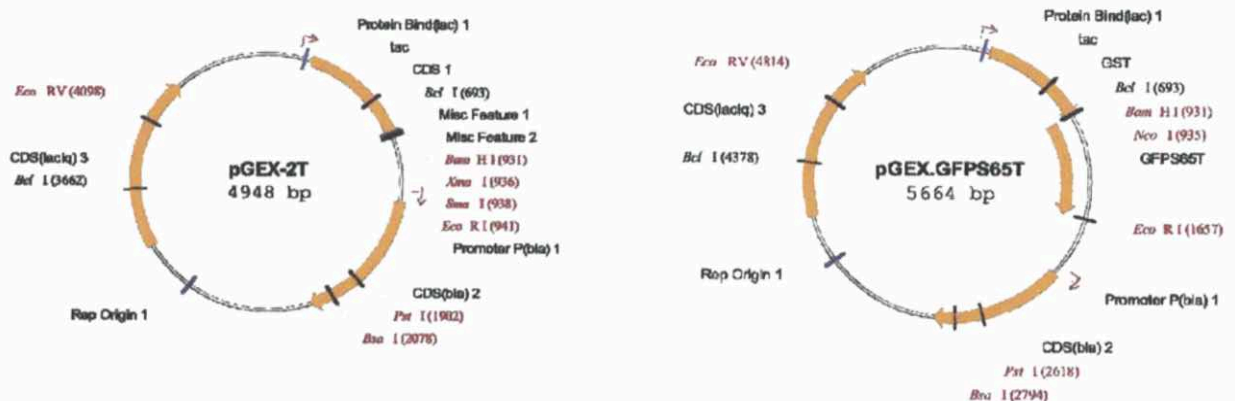 Protein Bind(lac) 1
tac
CDS 1
Bcl I (693)
Misc Feature 1
Misc Feature 2
Bam H I (931)
Xma I (936)
Sma I (938)
Eco R I (941)
Promoter P(bla) 1
CDS(bla) 2
Pst I (1902)
Bsa I (2078)
Rep Origin 1
Bcl I (3662)
CDS(lacIq) 3
Eco RV (4098)
pGEX-2T
4948 bp
Protein Bind(lac) 1
tac
GST
Bcl I (693)
Bam H I (931)
Nco I (935)
GFPS65T
Eco R I (1657)
Promoter P(bla) 1
CDS(bla) 2
Pst I (2618)
Bsa I (2794)
Rep Origin 1
Bcl I (4378)
CDS(lacIq) 3
Eco RV (4814)
pGEX.GFPS65T
5664 bp